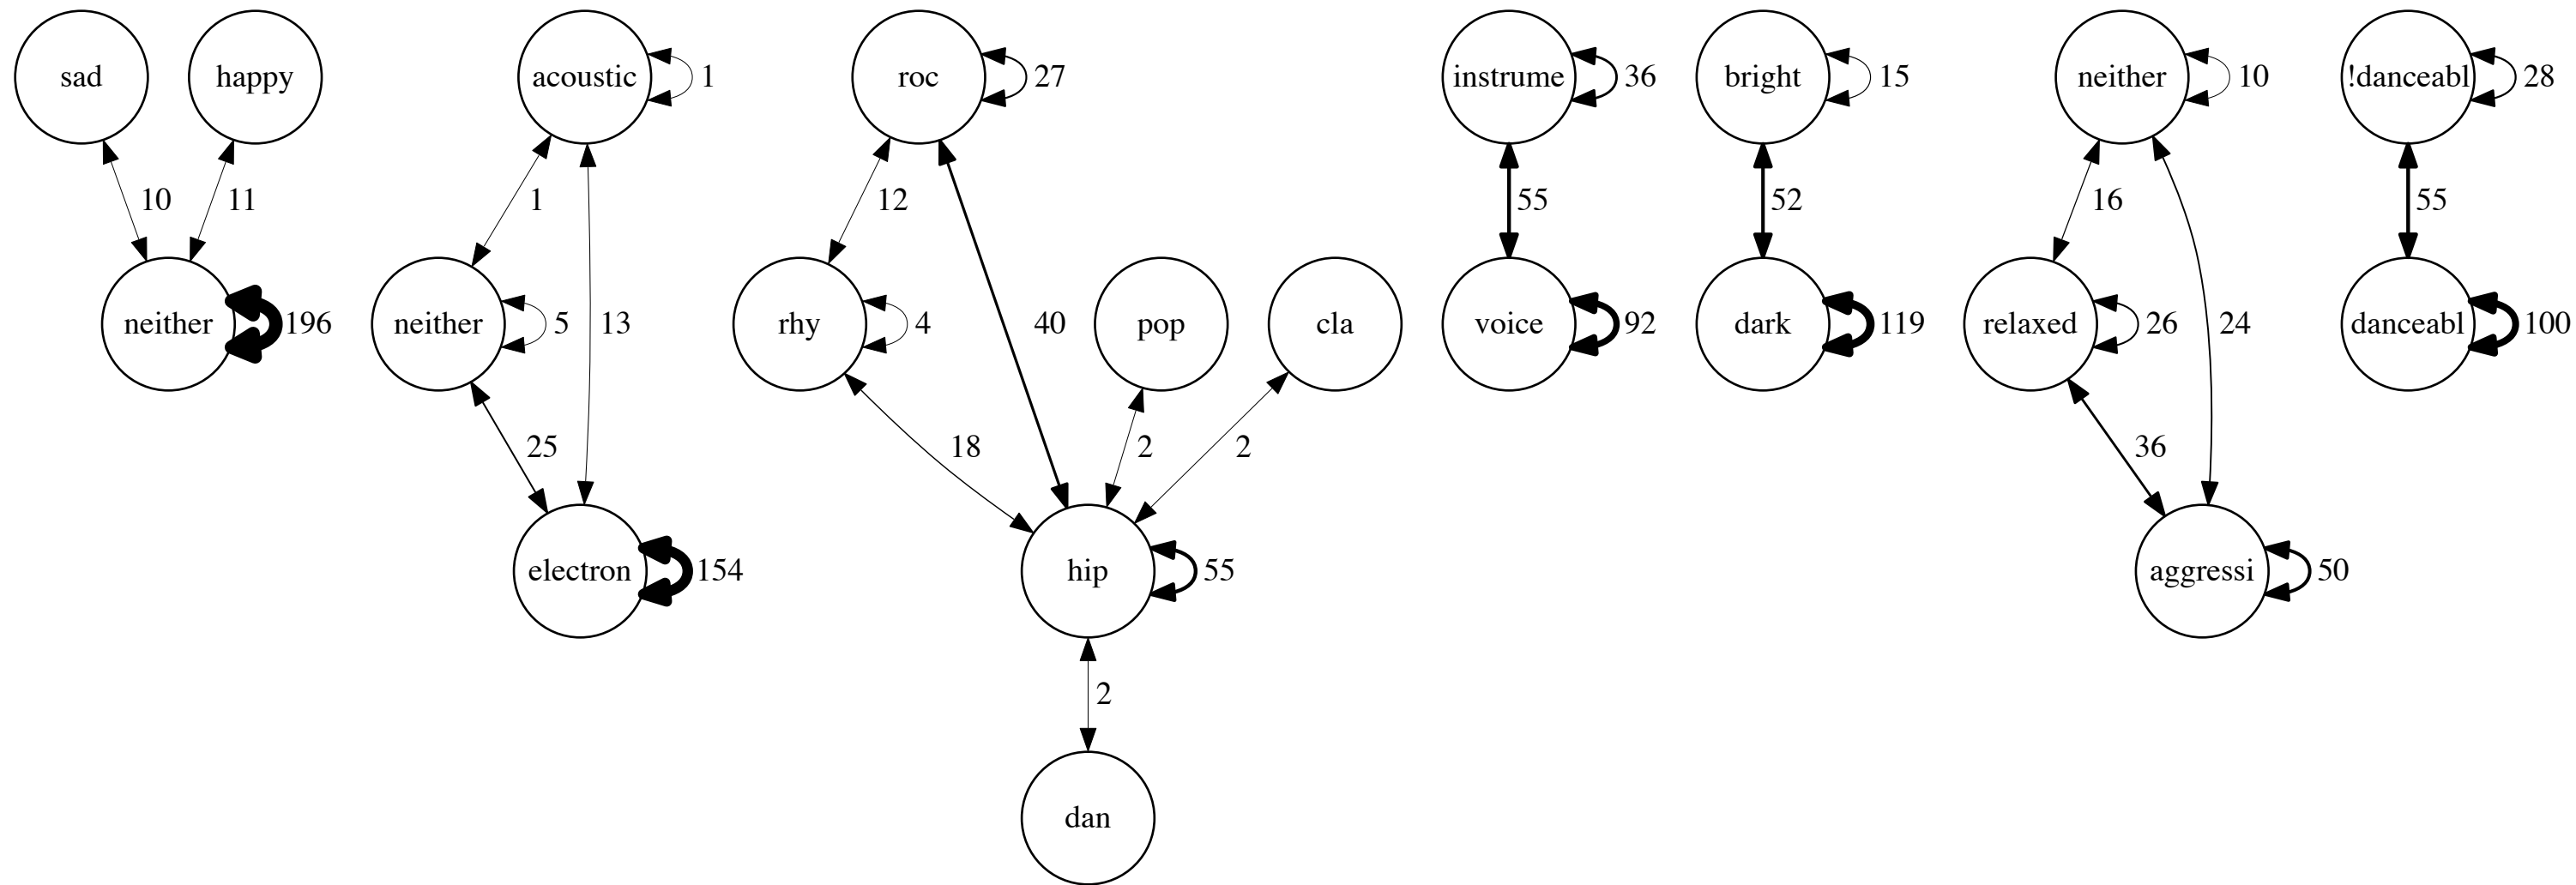 sad
happy
acoustic
1
roc
27
instrume
36
bright
15
neither
10
!danceabl
28
10
11
1
12
55
52
16
55
neither
196
neither
5
13
rhy
4
40
pop
cla
voice
92
dark
119
relaxed
26
24
danceabl
100
25
18
2
2
36
electron
154
hip
55
aggressi
50
2
dan